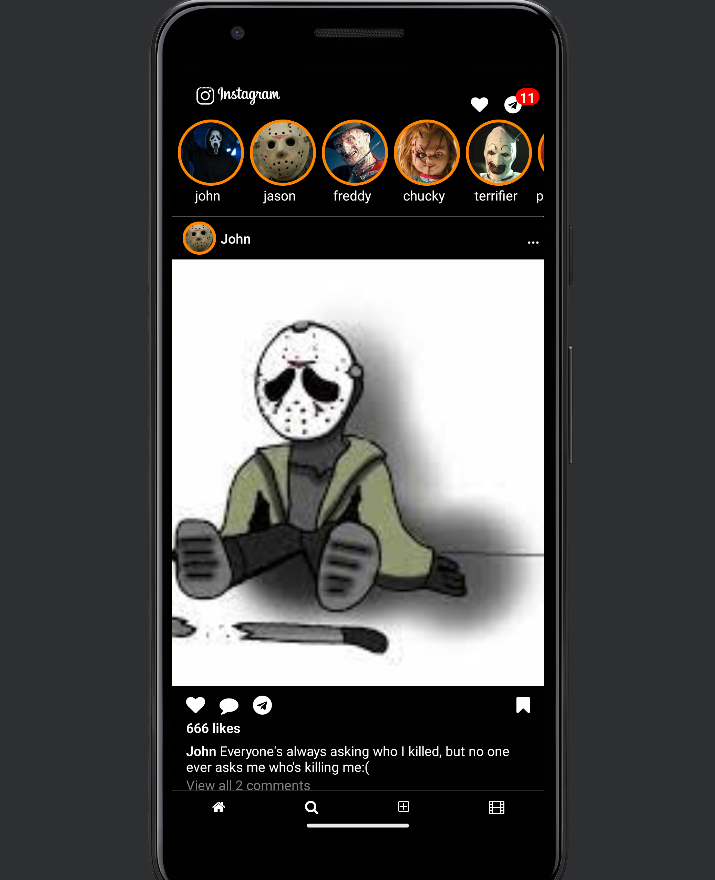 Instagram
11
john
jason
freddy
chucky
terrifier
p
John
...
666 likes
John Everyone's always asking who I killed, but no one
ever asks me who's killing me:(
View all 2 comments